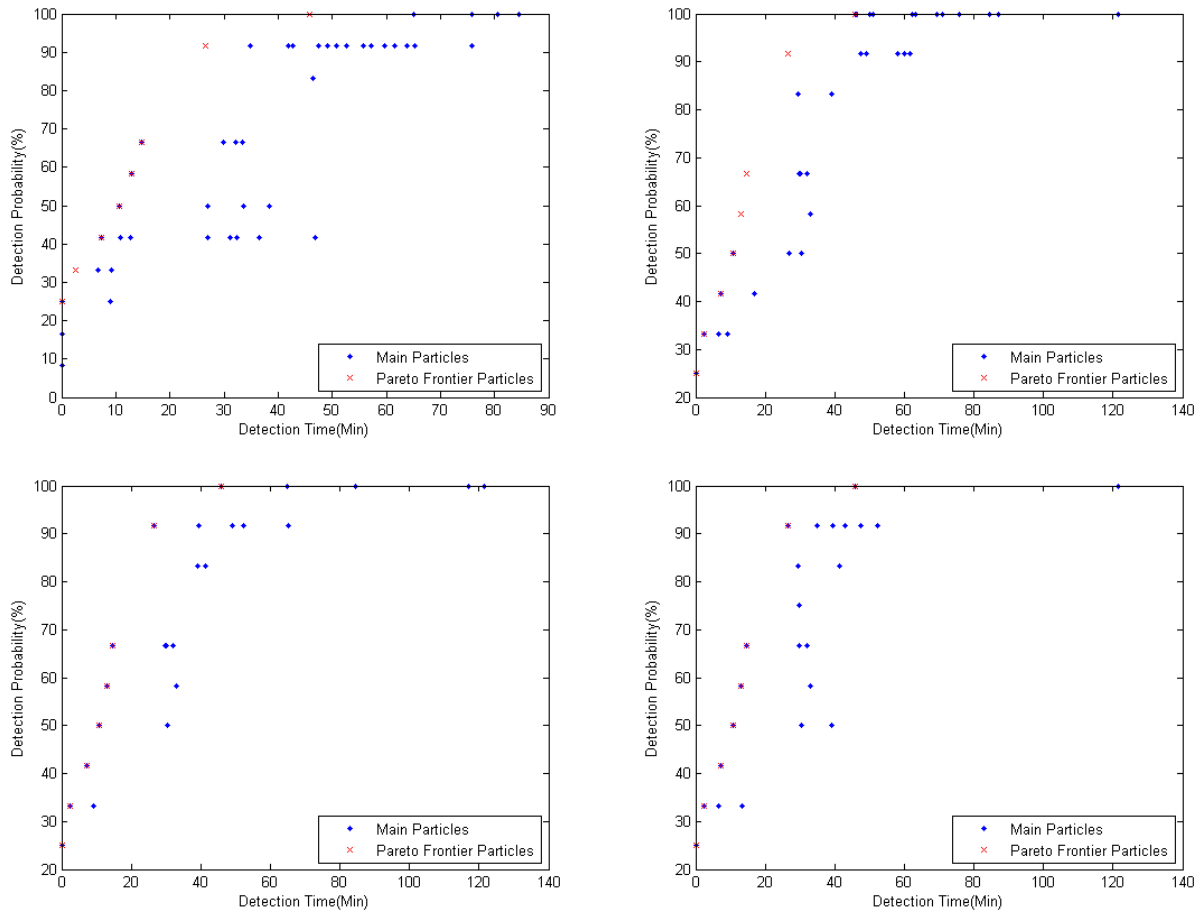 100
90
80
70
60
50
40
30
20
10
0
Detection Probability(%)
Main Particles
Pareto Frontier Particles
0 10 20 30 40 50 60 70 80 90
Detection Time(Min)
100
90
80
70
60
50
40
30
20
Detection Probability(%)
Main Particles
Pareto Frontier Particles
0 20 40 60 80 100 120 140
Detection Time(Min)
100
90
80
70
60
50
40
30
20
Detection Probability(%)
Main Particles
Pareto Frontier Particles
0 20 40 60 80 100 120 140
Detection Time(Min)
100
90
80
70
60
50
40
30
20
Detection Probability(%)
Main Particles
Pareto Frontier Particles
0 20 40 60 80 100 120 140
Detection Time(Min)